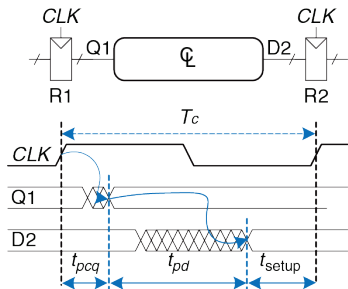 CLK CLK
Q1 CL D2
R1 R2
Tc
CLK
Q1
D2
tpcq tpd tsetup